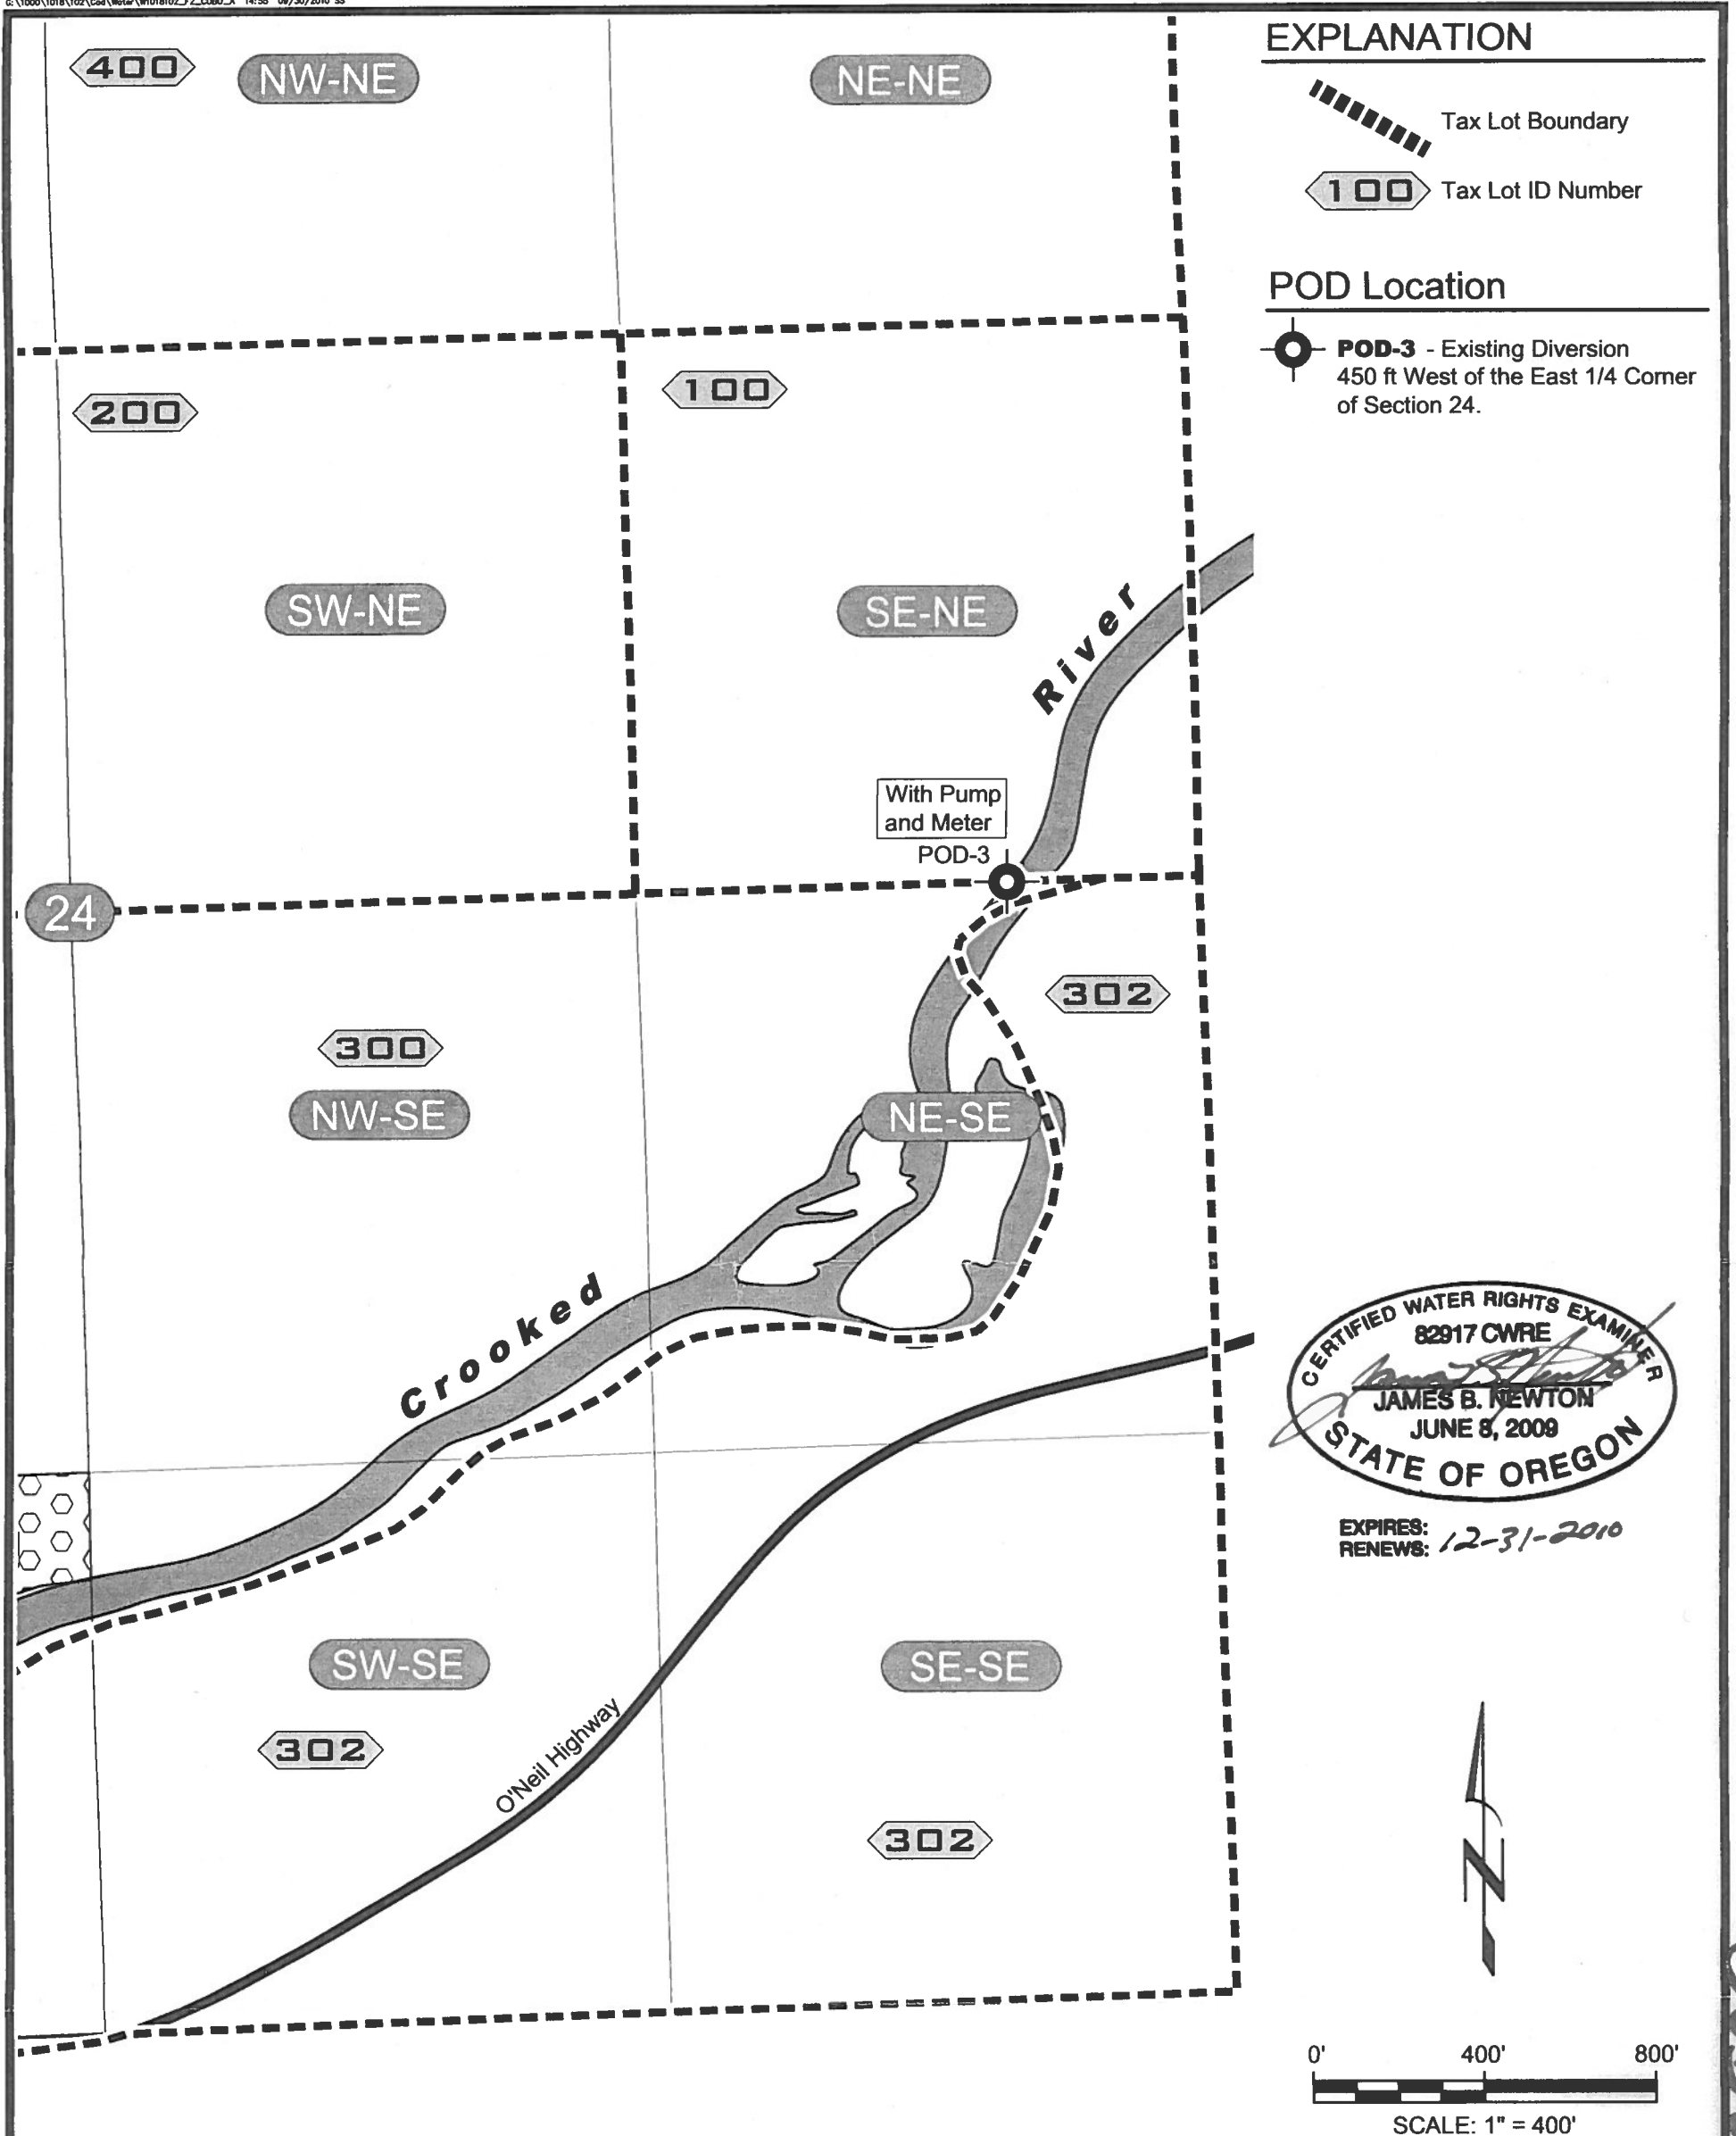 400
NW-NE
NE-NE
EXPLANATION
Tax Lot Boundary
100
Tax Lot ID Number
POD Location
POD-3 - Existing Diversion
450 ft West of the East 1/4 Corner
of Section 24.
200
100
SW-NE
SE-NE
River
With Pump
and Meter
POD-3
24
302
300
NW-SE
NE-SE
Crooked
CERTIFIED WATER RIGHTS EXAMINER
82917 CWRE
JAMES B. NEWTON
JUNE 8, 2009
STATE OF OREGON
EXPIRES:
RENEWS: 12-31-2010
SW-SE
SE-SE
302
O'Neil Highway
302
N
0' 400' 800'
SCALE: 1" = 400'